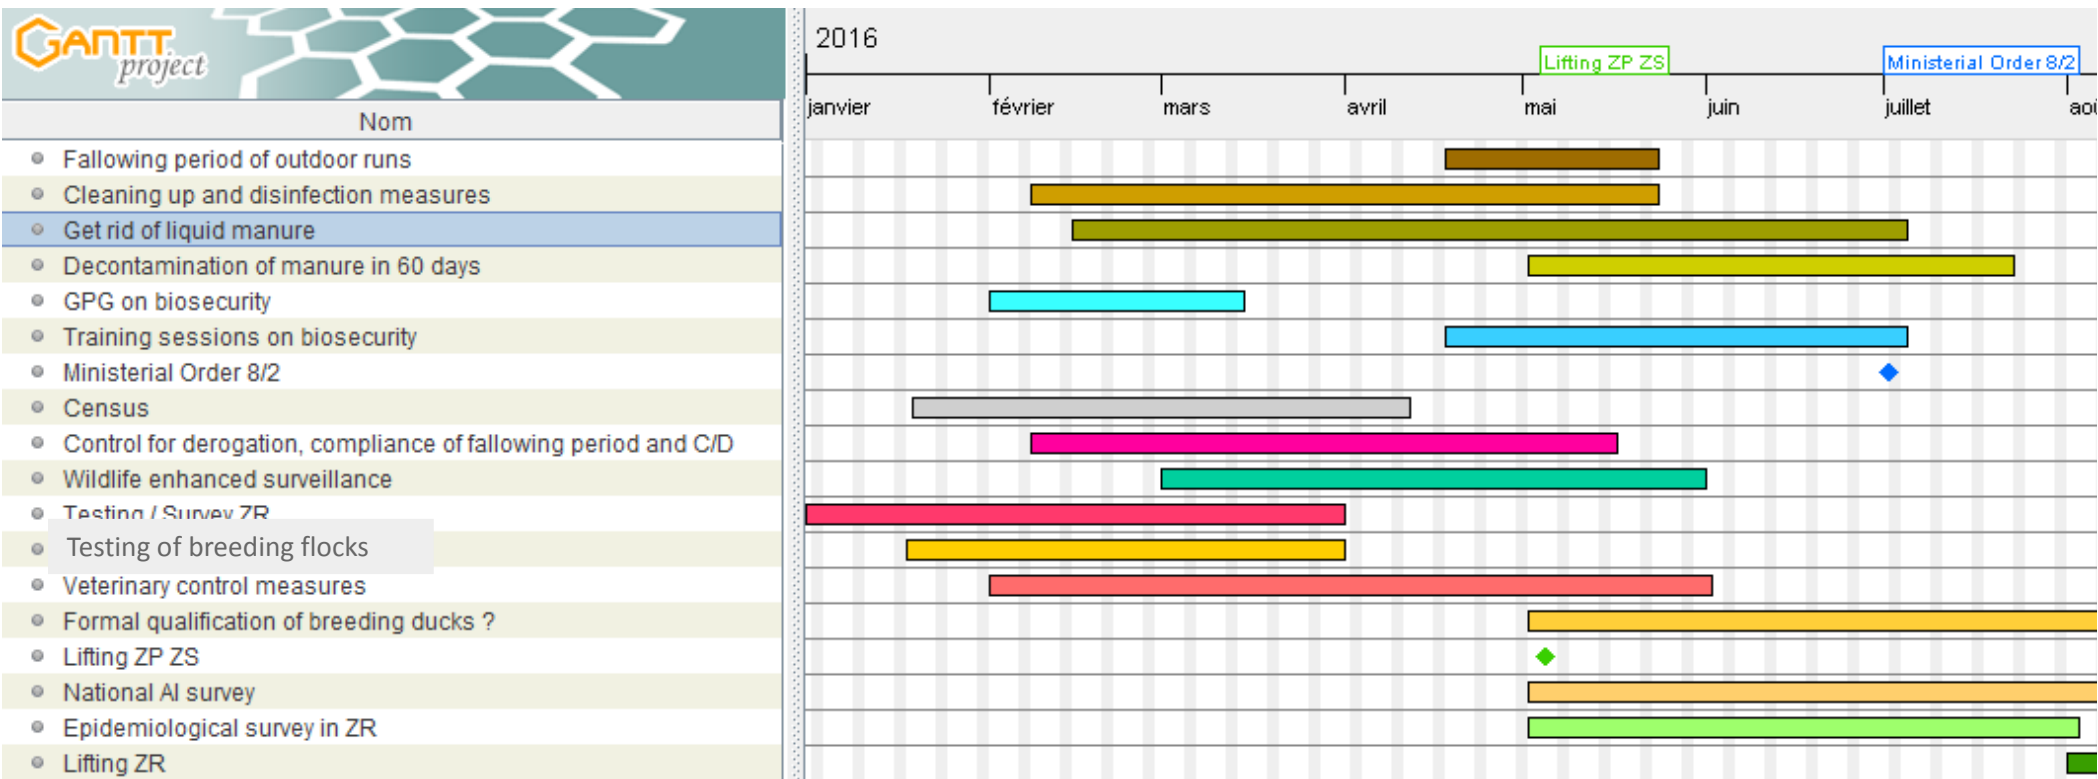 GANTT
project
2016
Lifting ZP ZS
Ministerial Order 8/2
janvier février mars avril mai juin juillet aoû
Nom
Fallowing period of outdoor runs
Cleaning up and disinfection measures
Get rid of liquid manure
Decontamination of manure in 60 days
GPG on biosecurity
Training sessions on biosecurity
Ministerial Order 8/2
Census
Control for derogation, compliance of fallowing period and C/D
Wildlife enhanced surveillance
Testing / Survey ZR
Testing of breeding flocks
Veterinary control measures
Formal qualification of breeding ducks ?
Lifting ZP ZS
National AI survey
Epidemiological survey in ZR
Lifting ZR